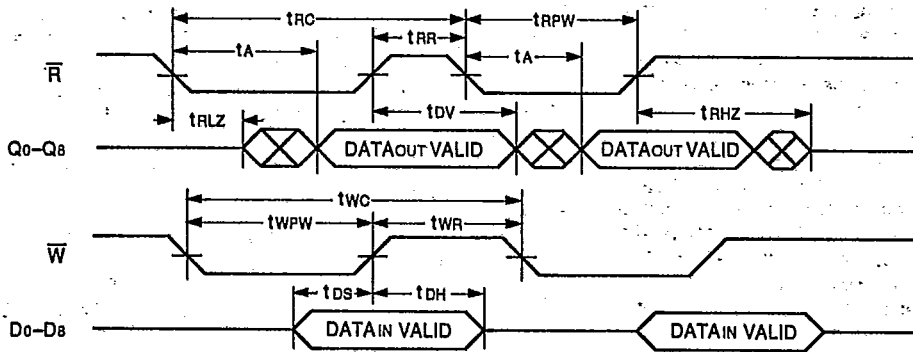 tRC tRPW
tA tRR tA
R
tRLZ tDV tRHZ
Q0-Q8 DATAOUT VALID DATAOUT VALID
tWC
tWPW tWR
W
tDS tDH
D0-D8 DATAIN VALID DATAIN VALID